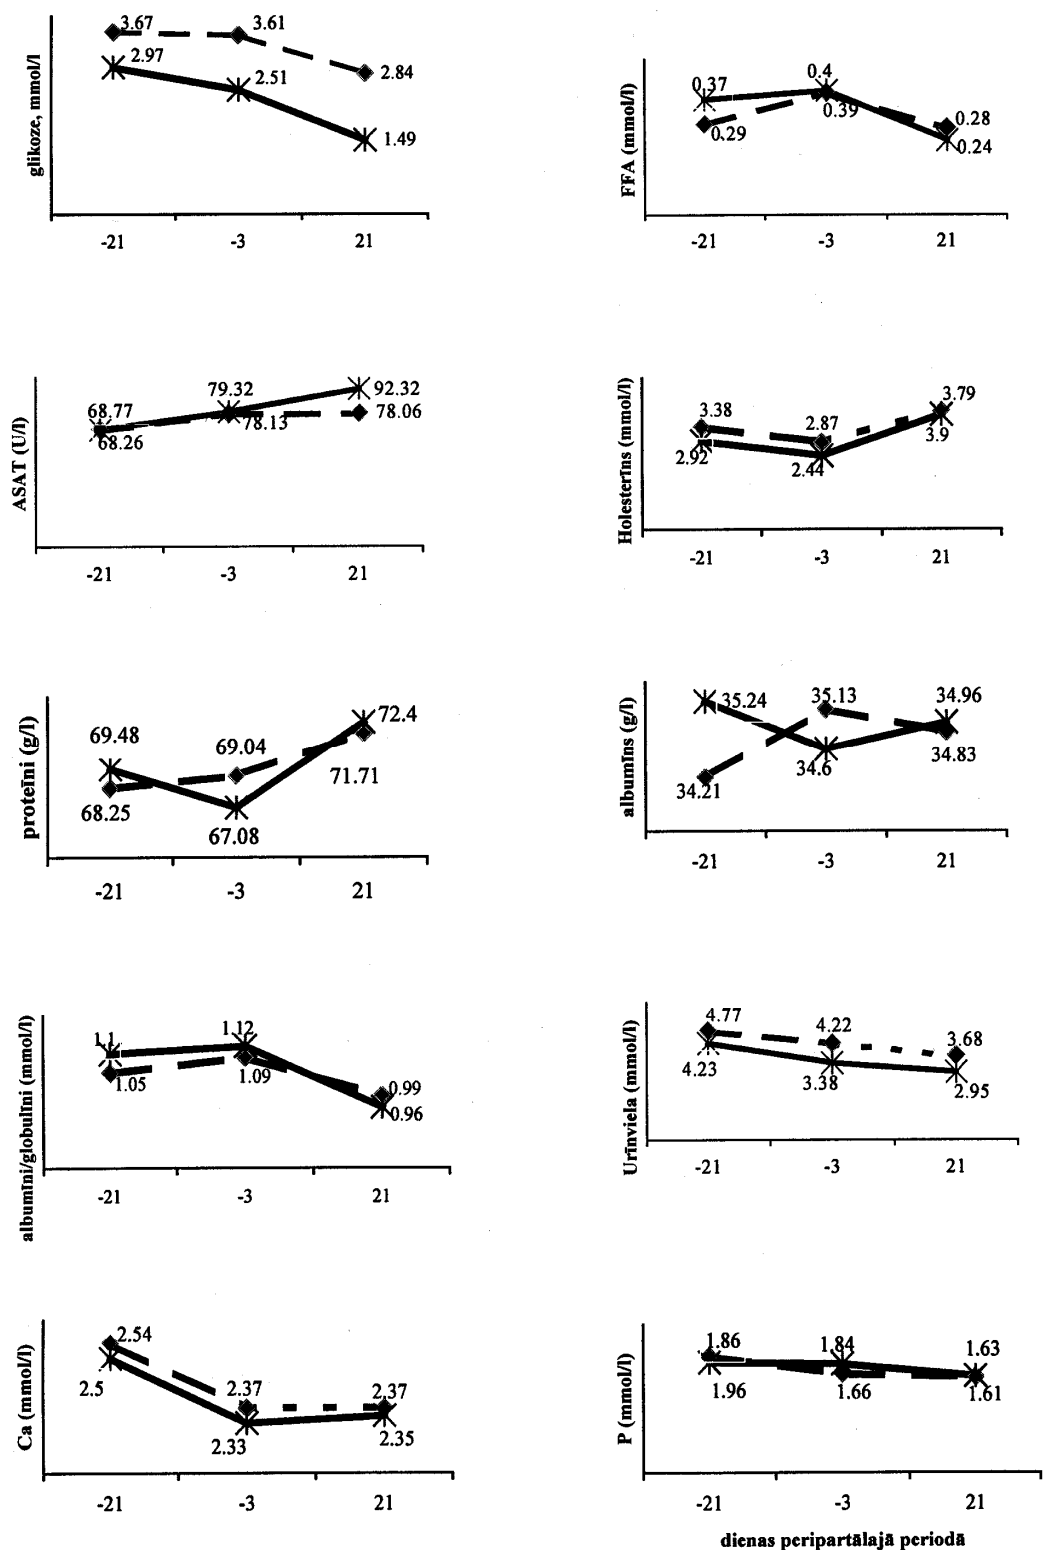 glikoze, mmol/l
3.67
3.61
2.97
2.51
2.84
1.49
-21 -3 21
FFA (mmol/l)
0.37
0.4
0.29
0.39
0.28
0.24
-21 -3 21
ASAT (U/l)
68.77
79.32
92.32
68.26
78.13
78.06
-21 -3 21
Holesterīns (mmol/l)
3.38
2.87
3.79
2.92
2.44
3.9
-21 -3 21
proteīni (g/l)
69.48
69.04
72.4
68.25
67.08
71.71
-21 -3 21
albumīns (g/l)
35.24
35.13
34.96
34.21
34.6
34.83
-21 -3 21
albumīni/globulīni (mmol/l)
1.1
1.12
1.05
1.09
0.99
0.96
-21 -3 21
Urīnviela (mmol/l)
4.77
4.22
3.68
4.23
3.38
2.95
-21 -3 21
Ca (mmol/l)
2.54
2.37
2.37
2.5
2.33
2.35
-21 -3 21
P (mmol/l)
1.86
1.84
1.63
1.96
1.66
1.61
-21 -3 21
dienas peripartālajā periodā